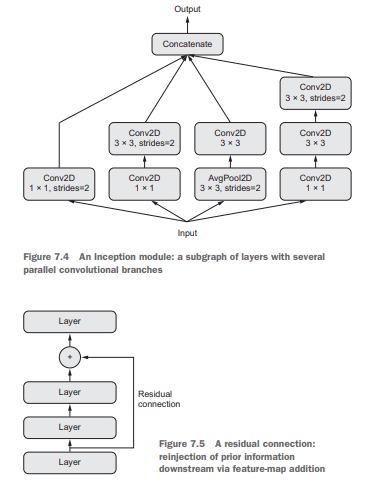 Output
Concatenate
Conv2D
3 × 3, strides=2
Conv2D
3 × 3, strides=2
Conv2D
3 × 3
Conv2D
3 × 3
Conv2D
1 × 1, strides=2
Conv2D
1 × 1
AvgPool2D
3 × 3, strides=2
Conv2D
1 × 1
Input
Figure 7.4 An Inception module: a subgraph of layers with several
parallel convolutional branches
Layer
+
Layer
Residual
connection
Layer
Layer
Figure 7.5 A residual connection:
reinjection of prior information
downstream via feature-map addition